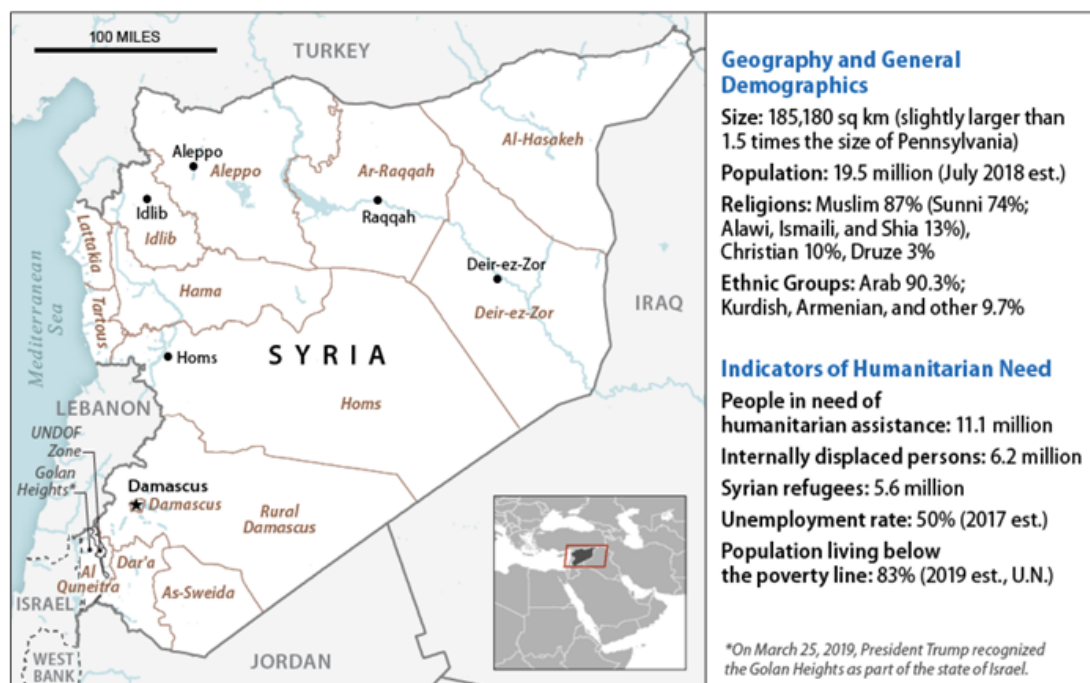 100 MILES
TURKEY
Al-Hasakeh
Aleppo
Aleppo
Ar-Raqqah
Idlib
Raqqah
Idlib
Lattakia
Deir-ez-Zor
Hama
Deir-ez-Zor
IRAQ
Tartous
Mediterranean
Sea
SYRIA
Homs
Homs
LEBANON
UNDOF
Zone
Golan
Heights*
Damascus
Damascus
Rural
Damascus
Dar'a
Al
Quneitra
As-Sweida
ISRAEL
WEST
BANK
JORDAN
Geography and General
Demographics
Size: 185,180 sq km (slightly larger than
1.5 times the size of Pennsylvania)
Population: 19.5 million (July 2018 est.)
Religions: Muslim 87% (Sunni 74%;
Alawi, Ismaili, and Shia 13%),
Christian 10%, Druze 3%
Ethnic Groups: Arab 90.3%;
Kurdish, Armenian, and other 9.7%
Indicators of Humanitarian Need
People in need of
humanitarian assistance: 11.1 million
Internally displaced persons: 6.2 million
Syrian refugees: 5.6 million
Unemployment rate: 50% (2017 est.)
Population living below
the poverty line: 83% (2019 est., U.N.)
*On March 25, 2019, President Trump recognized
the Golan Heights as part of the state of Israel.